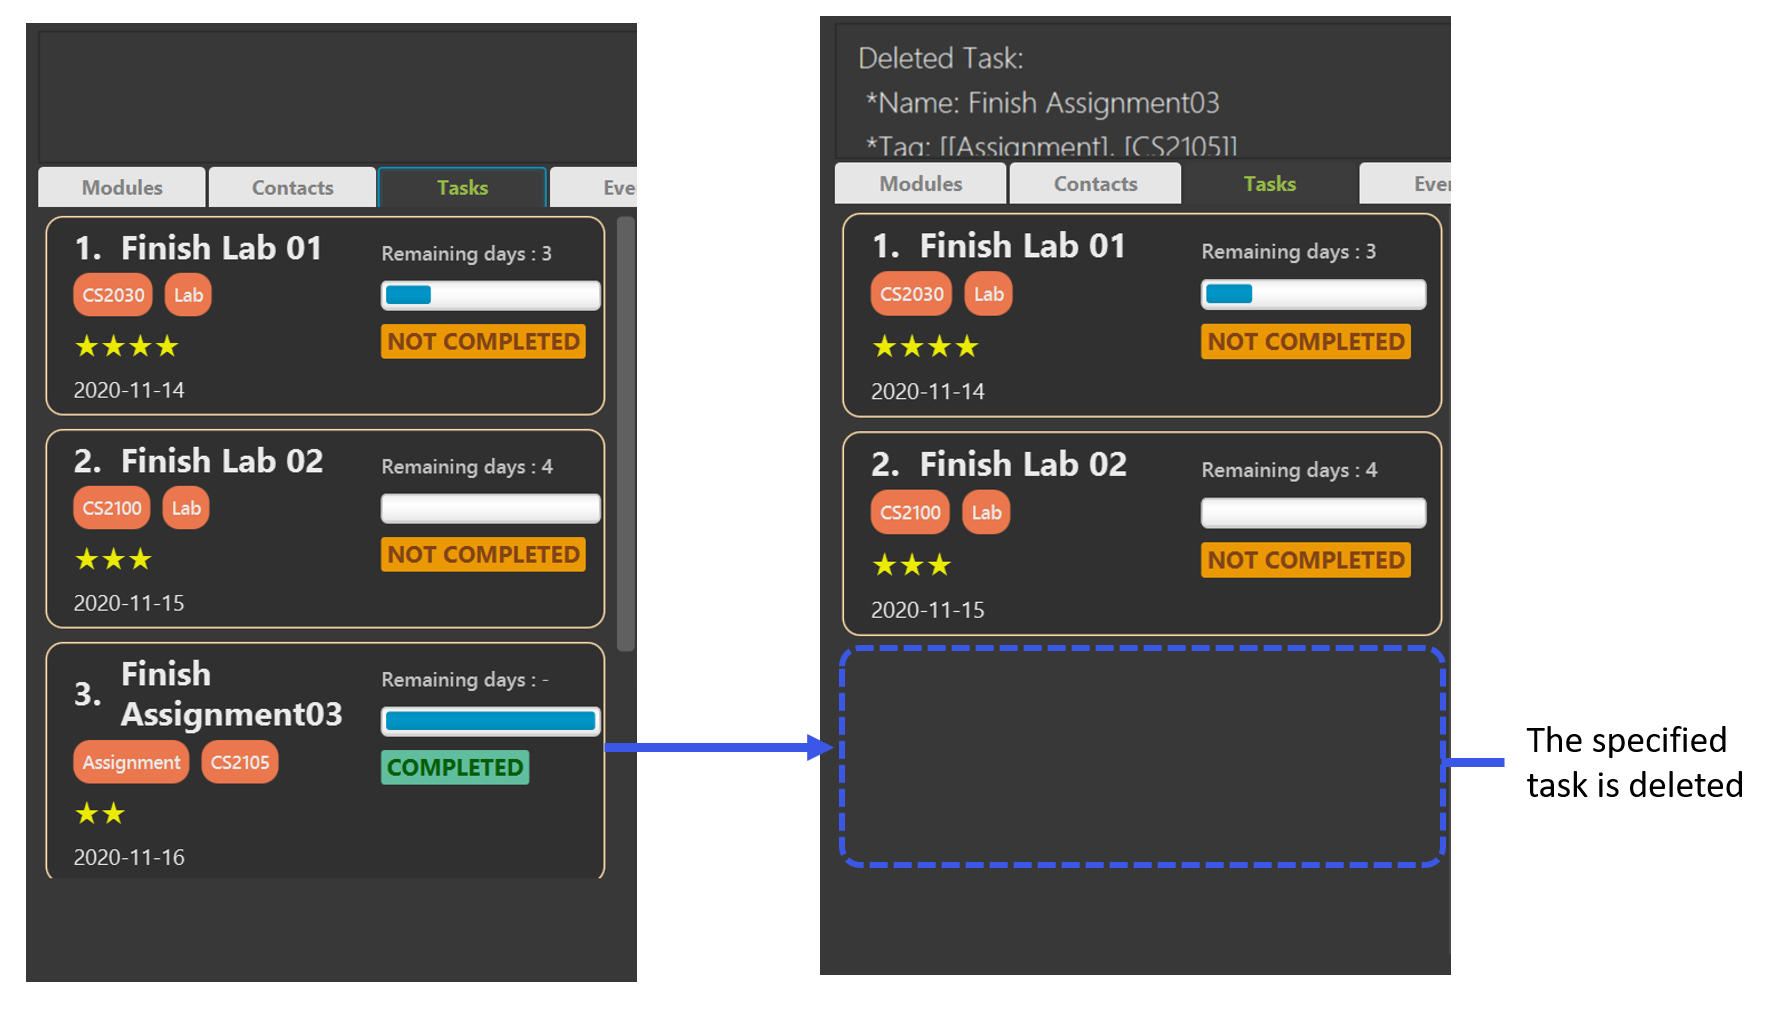 Modules Contacts Tasks Eve
1. Finish Lab 01
Remaining days : 3
CS2030 Lab
NOT COMPLETED
★★★★
2020-11-14
2. Finish Lab 02
Remaining days : 4
CS2100 Lab
NOT COMPLETED
★★★
2020-11-15
3. Finish
Assignment03
Remaining days : -
Assignment CS2105
COMPLETED
★★
2020-11-16
Deleted Task:
*Name: Finish Assignment03
*Tag: [[Assignment], [CS2105]]
Modules Contacts Tasks Ever
1. Finish Lab 01
Remaining days : 3
CS2030 Lab
NOT COMPLETED
★★★★
2020-11-14
2. Finish Lab 02
Remaining days : 4
CS2100 Lab
NOT COMPLETED
★★★
2020-11-15
The specified
task is deleted